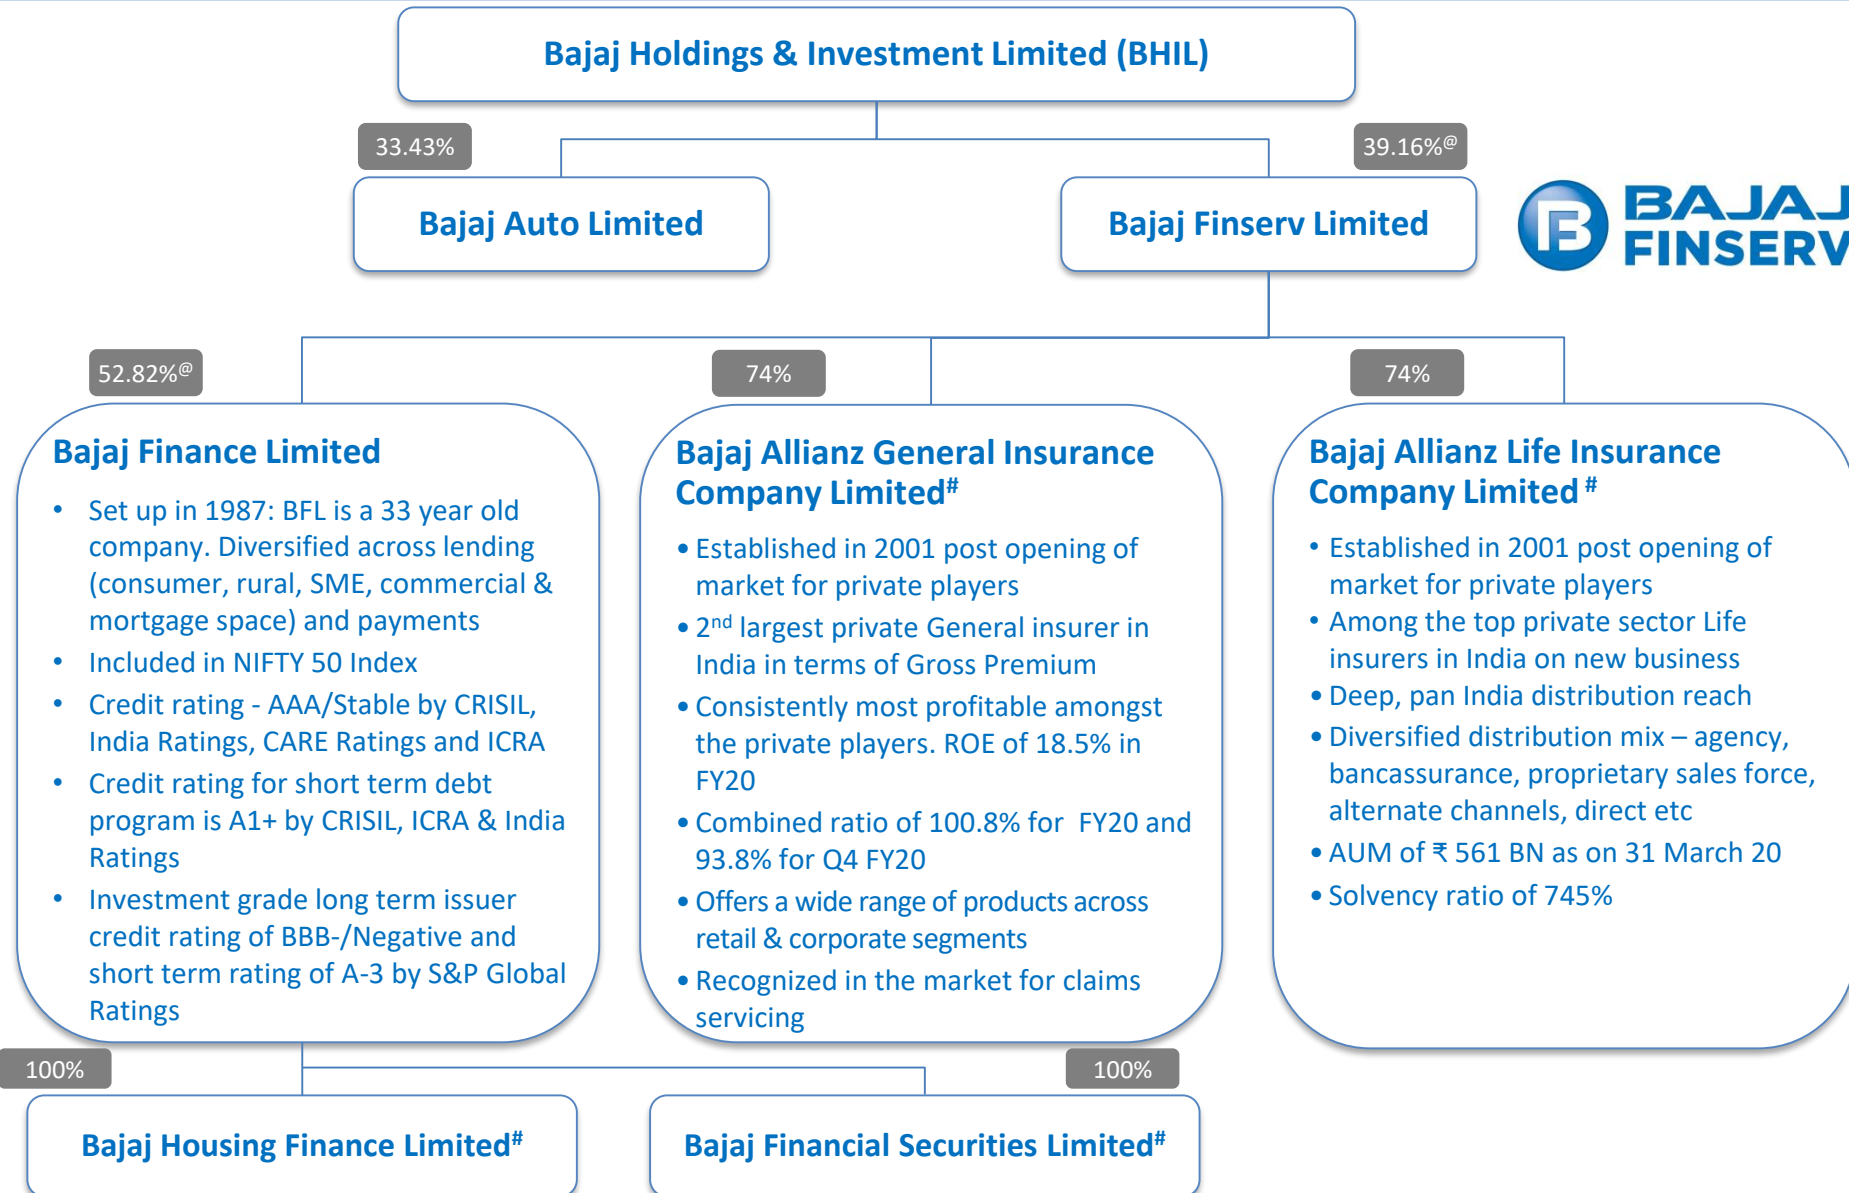 Bajaj Holdings & Investment Limited (BHIL)
33.43%
39.16%@
Bajaj Auto Limited
Bajaj Finserv Limited
BAJAJ
FINSERV
52.82%@
74%
74%
Bajaj Finance Limited
• Set up in 1987: BFL is a 33 year old
company. Diversified across lending
(consumer, rural, SME, commercial &
mortgage space) and payments
• Included in NIFTY 50 Index
• Credit rating - AAA/Stable by CRISIL,
India Ratings, CARE Ratings and ICRA
• Credit rating for short term debt
program is A1+ by CRISIL, ICRA & India
Ratings
• Investment grade long term issuer
credit rating of BBB-/Negative and
short term rating of A-3 by S&P Global
Ratings
Bajaj Allianz General Insurance
Company Limited#
• Established in 2001 post opening of
market for private players
• 2nd largest private General insurer in
India in terms of Gross Premium
• Consistently most profitable amongst
the private players. ROE of 18.5% in
FY20
• Combined ratio of 100.8% for FY20 and
93.8% for Q4 FY20
• Offers a wide range of products across
retail & corporate segments
• Recognized in the market for claims
servicing
Bajaj Allianz Life Insurance
Company Limited #
• Established in 2001 post opening of
market for private players
• Among the top private sector Life
insurers in India on new business
• Deep, pan India distribution reach
• Diversified distribution mix – agency,
bancassurance, proprietary sales force,
alternate channels, direct etc
• AUM of ₹ 561 BN as on 31 March 20
• Solvency ratio of 745%
100%
100%
Bajaj Housing Finance Limited#
Bajaj Financial Securities Limited#